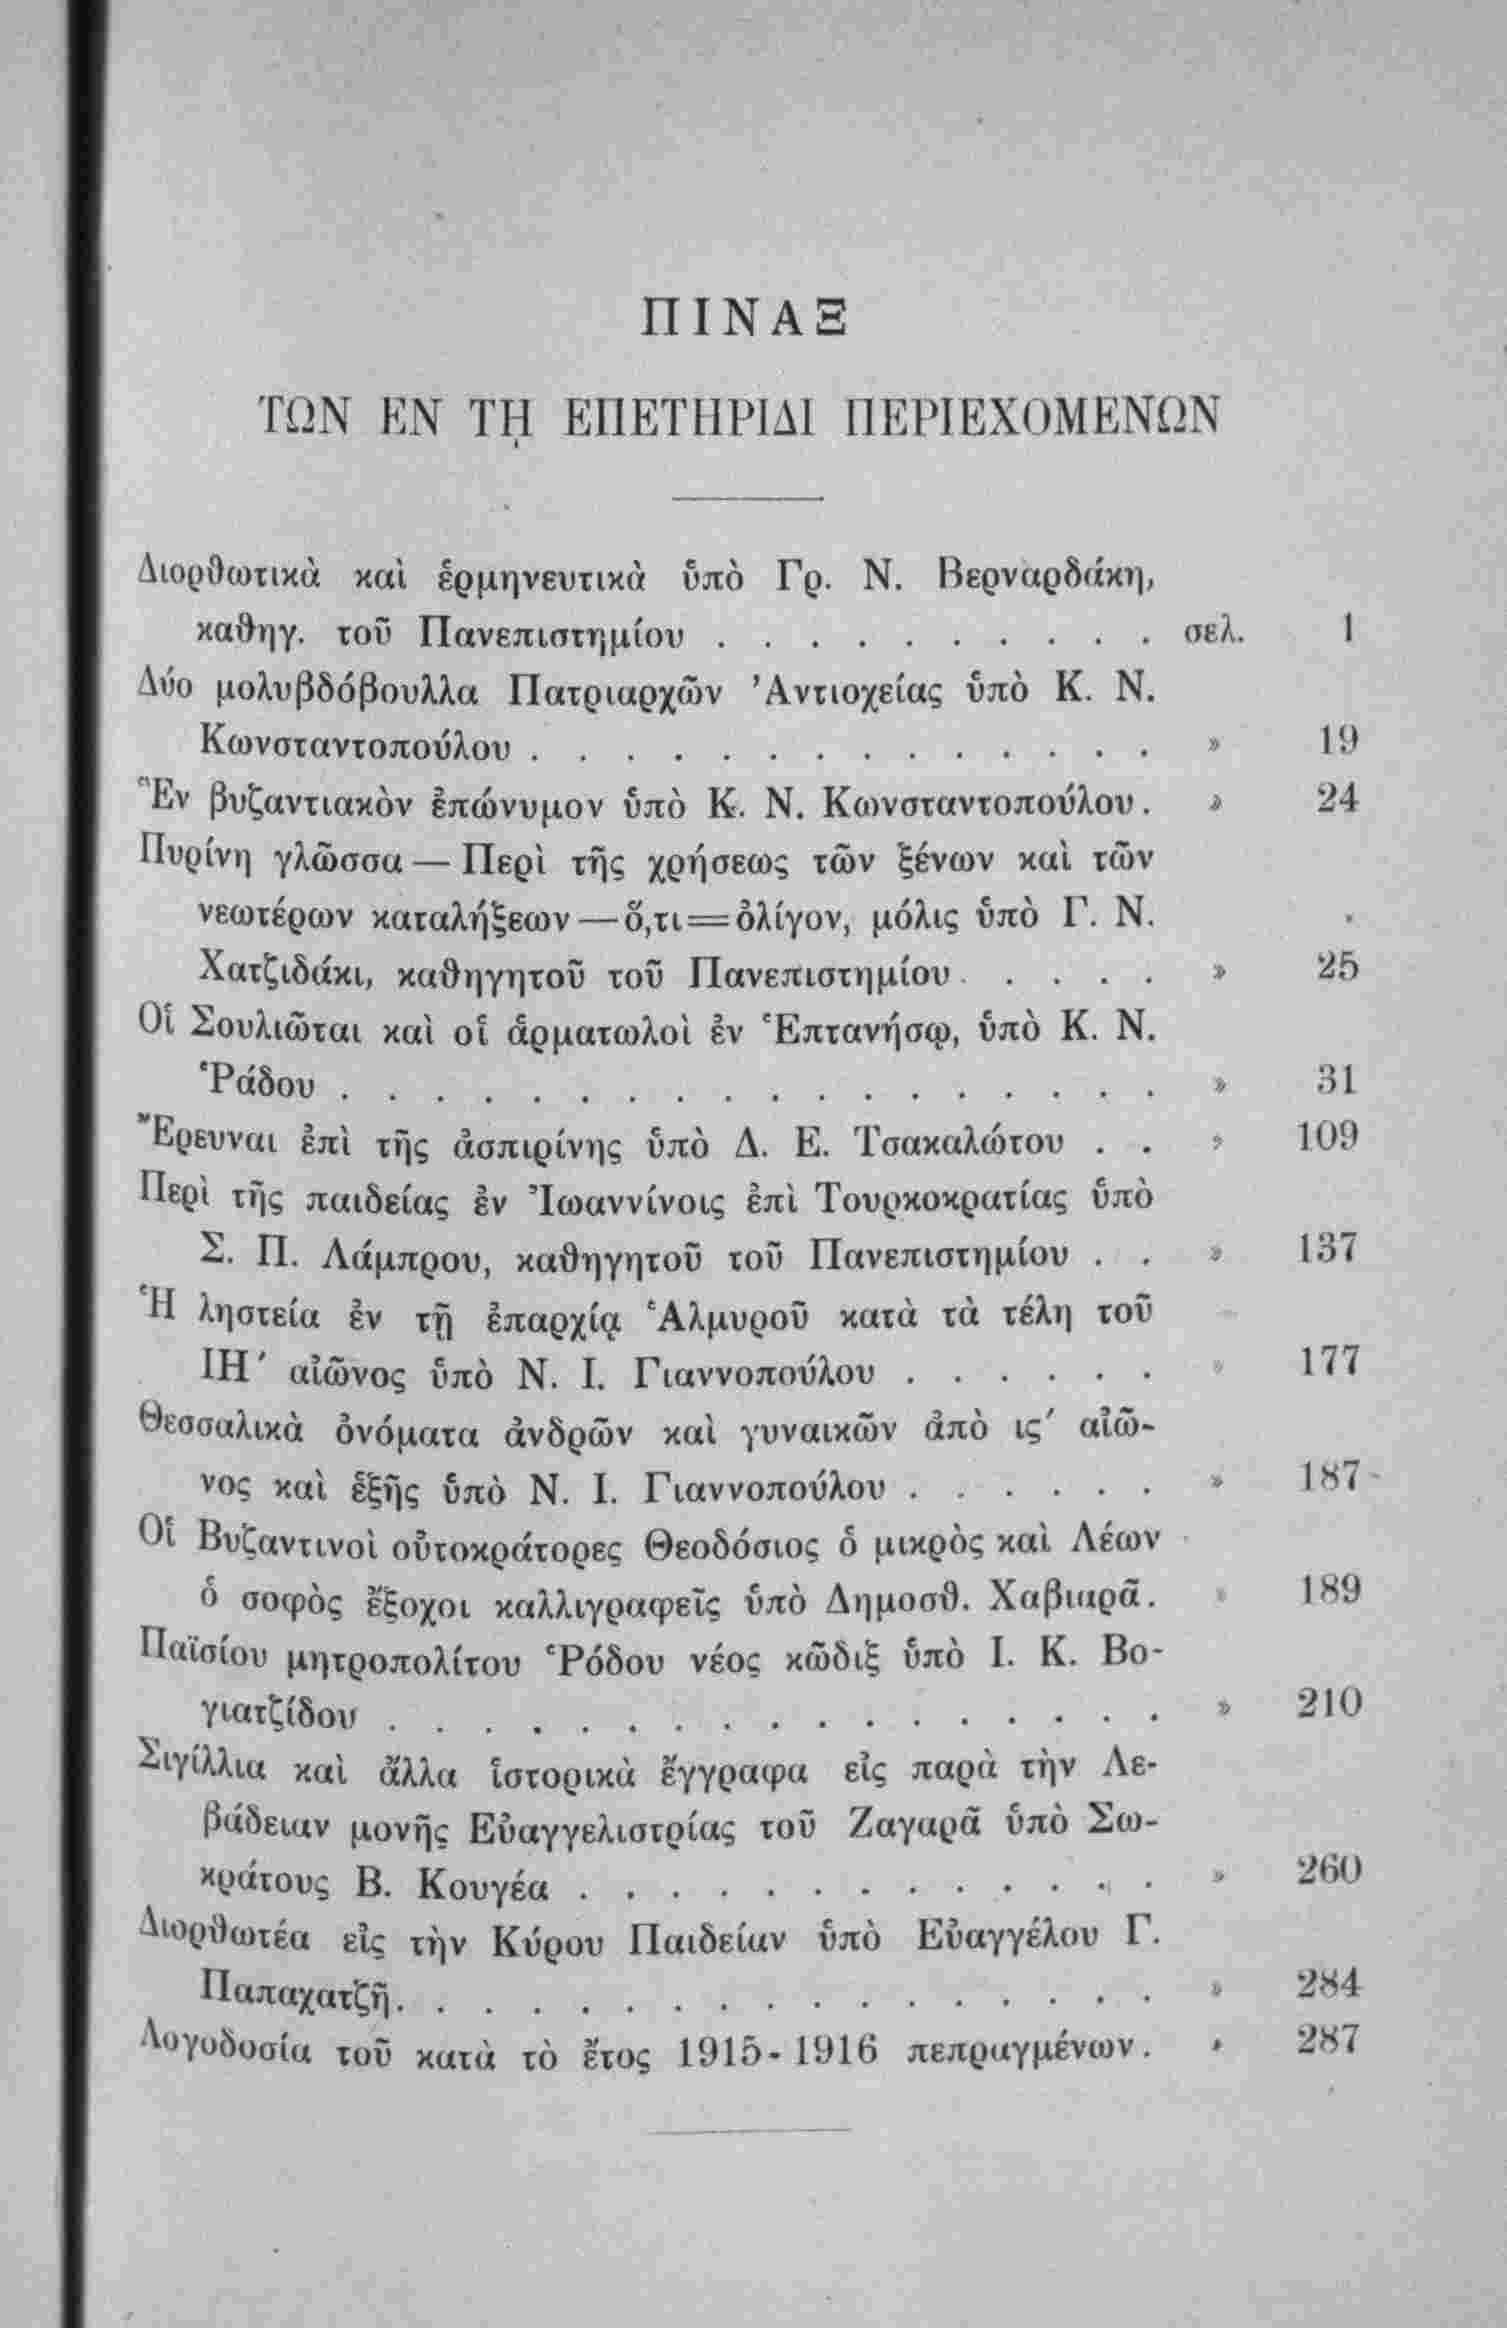 ΠΙΝΑΞ
ΤΩΝ ΕΝ ΤΗ ΕΠΕΤΗΡΙΔΙ ΠΕΡΙΕΧΟΜΕΝΩΝ
Διορθωτικὰ καὶ ἑρμηνευτικὰ ὑπὸ Γρ. Ν. Βερναρδάκη,
καθηγ. τοῦ Πανεπιστημίου . . . . . . . . . . σελ. 1
Δύο μολυβδόβουλλα Πατριαρχῶν Ἀντιοχείας ὑπὸ Κ. Ν.
Κωνσταντοπούλου . . . . . . . . . . . . . . » 19
Ἓν βυζαντιακὸν ἐπώνυμον ὑπὸ Κ. Ν. Κωνσταντοπούλου . » 24
Πυρίνη γλῶσσα — Περὶ τῆς χρήσεως τῶν ξένων καὶ τῶν
νεωτέρων καταλήξεων — ὅ,τι = ὀλίγον, μόλις ὑπὸ Γ. Ν.
Χατζιδάκι, καθηγητοῦ τοῦ Πανεπιστημίου . . . . . » 25
Οἱ Σουλιῶται καὶ οἱ ἁρματωλοὶ ἐν Ἑπτανήσῳ, ὑπὸ Κ. Ν.
Ῥάδου . . . . . . . . . . . . . . . . . . » 31
Ἔρευναι ἐπὶ τῆς ἀσπιρίνης ὑπὸ Δ. Ε. Τσακαλώτου . . » 109
Περὶ τῆς παιδείας ἐν Ἰωαννίνοις ἐπὶ Τουρκοκρατίας ὑπὸ
Σ. Π. Λάμπρου, καθηγητοῦ τοῦ Πανεπιστημίου . . » 137
Ἡ λῃστεία ἐν τῇ ἐπαρχίᾳ Ἁλμυροῦ κατὰ τὰ τέλη τοῦ
ΙΗ΄ αἰῶνος ὑπὸ Ν. Ι. Γιαννοπούλου . . . . . . » 177
Θεσσαλικὰ ὀνόματα ἀνδρῶν καὶ γυναικῶν ἀπὸ ις΄ αἰῶ-
νος καὶ ἑξῆς ὑπὸ Ν. Ι. Γιαννοπούλου . . . . . . » 187
Οἱ Βυζαντινοὶ οὐτοκράτορες Θεοδόσιος ὁ μικρὸς καὶ Λέων
ὁ σοφὸς ἔξοχοι καλλιγραφεῖς ὑπὸ Δημοσθ. Χαβιαρᾶ . » 189
Παϊσίου μητροπολίτου Ῥόδου νέος κῶδιξ ὑπὸ Ι. Κ. Βο-
γιατζίδου . . . . . . . . . . . . . . . . . » 210
Σιγίλλια καὶ ἄλλα ἱστορικὰ ἔγγραφα εἰς παρὰ τὴν Λε-
βάδειαν μονῆς Εὐαγγελιστρίας τοῦ Ζαγαρᾶ ὑπὸ Σω-
κράτους Β. Κουγέα . . . . . . . . . . . . . » 260
Διορθωτέα εἰς τὴν Κύρου Παιδείαν ὑπὸ Εὐαγγέλου Γ.
Παπαχατζῆ . . . . . . . . . . . . . . . . . » 284
Λογοδοσία τοῦ κατὰ τὸ ἔτος 1915-1916 πεπραγμένων . » 287